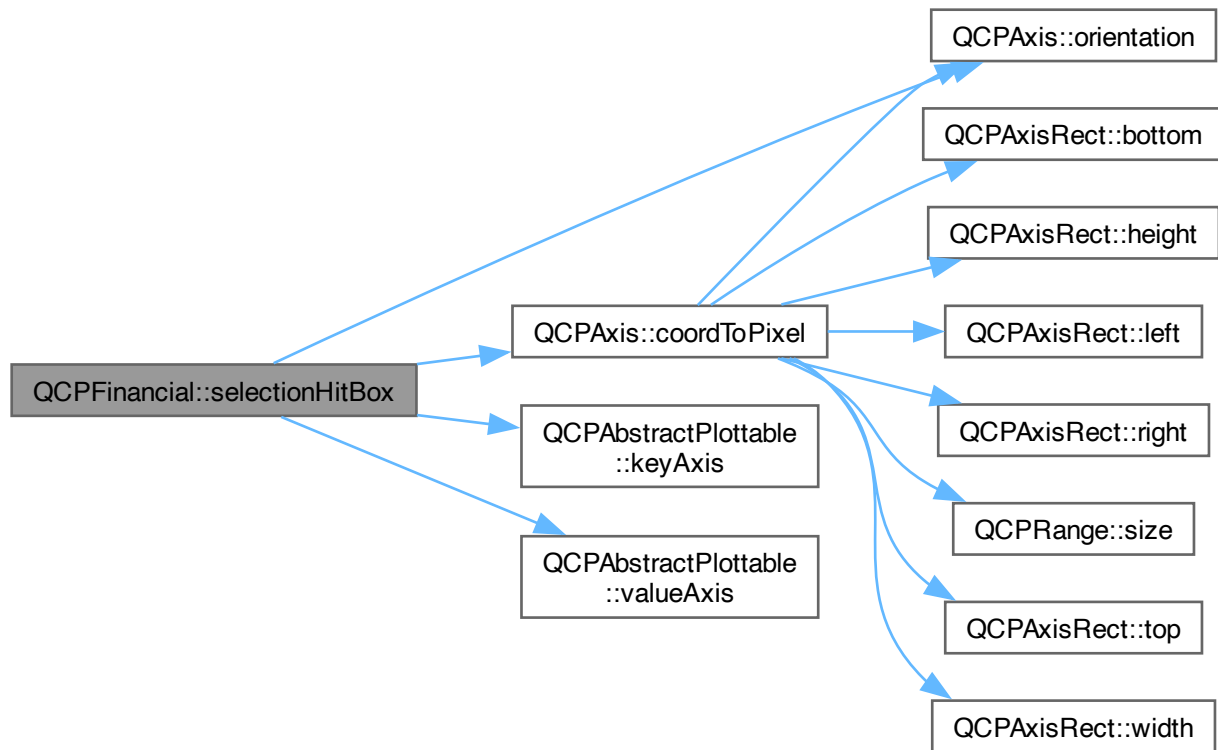 QCPAxis::orientation
QCPAxisRect::bottom
QCPAxisRect::height
QCPAxis::coordToPixel
QCPAxisRect::left
QCPFinancial::selectionHitBox
QCPAxisRect::right
QCPAbstractPlottable
::keyAxis
QCPRange::size
QCPAbstractPlottable
::valueAxis
QCPAxisRect::top
QCPAxisRect::width